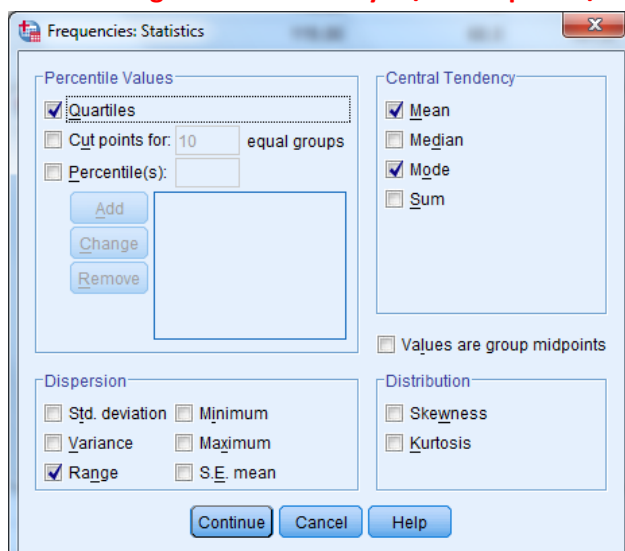 Frequencies: Statistics
Percentile Values
Quartiles
Cut points for: 10 equal groups
Percentile(s):
Add
Change
Remove
Central Tendency
Mean
Median
Mode
Sum
Values are group midpoints
Dispersion
Std. deviation Minimum
Variance Maximum
Range S.E. mean
Distribution
Skewness
Kurtosis
Continue Cancel Help